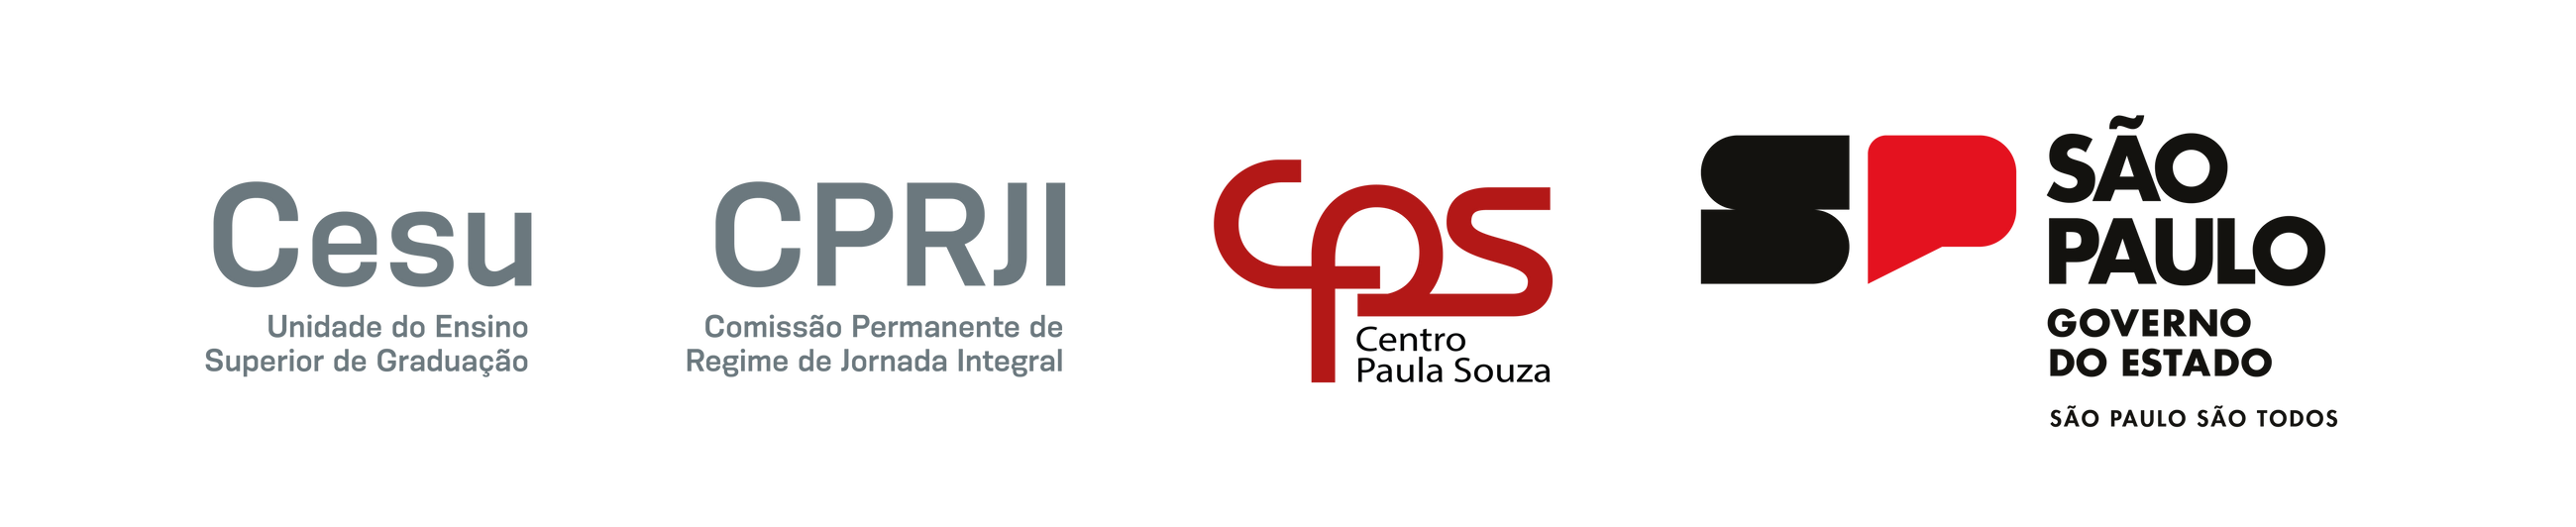 Cesu
Unidade do Ensino
Superior de Graduação
CPRJI
Comissão Permanente de
Regime de Jornada Integral
cps
Centro
Paula Souza
SP
SÃO
PAULO
GOVERNO
DO ESTADO
SÃO PAULO SÃO TODOS